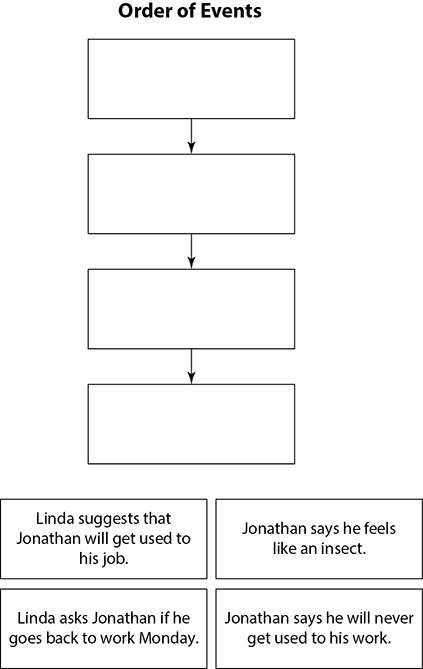 Order of Events
Linda suggests that
Jonathan will get used to
his job.
Jonathan says he feels
like an insect.
Linda asks Jonathan if he
goes back to work Monday.
Jonathan says he will never
get used to his work.